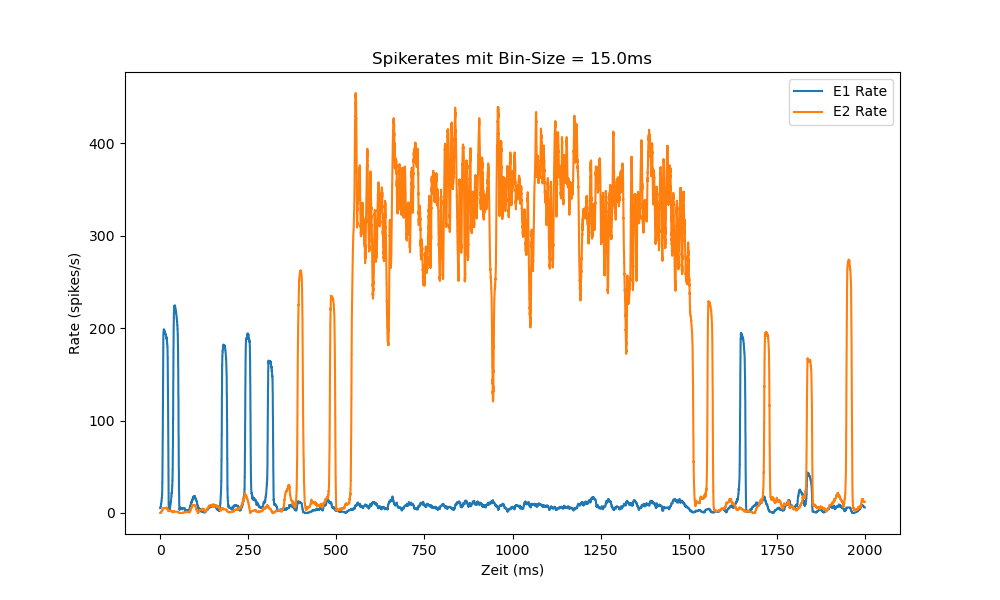 Spikerates mit Bin-Size = 15.0ms
E1 Rate
E2 Rate
Rate (spikes/s)
400
300
200
100
0
0 250 500 750 1000 1250 1500 1750 2000
Zeit (ms)